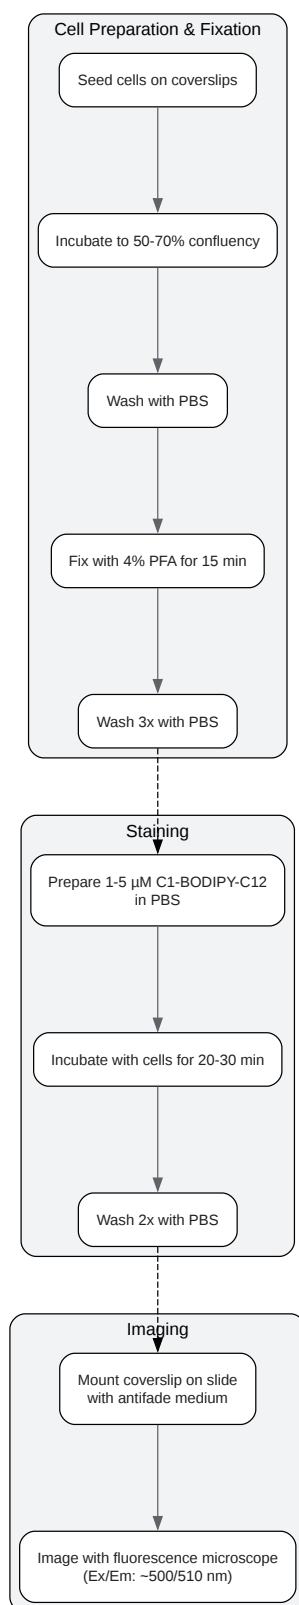 Cell Preparation & Fixation
Seed cells on coverslips
Incubate to 50-70% confluency
Wash with PBS
Fix with 4% PFA for 15 min
Wash 3x with PBS
Staining
Prepare 1-5 µM C1-BODIPY-C12
in PBS
Incubate with cells for 20-30 min
Wash 2x with PBS
Imaging
Mount coverslip on slide
with antifade medium
Image with fluorescence microscope
(Ex/Em: ~500/510 nm)